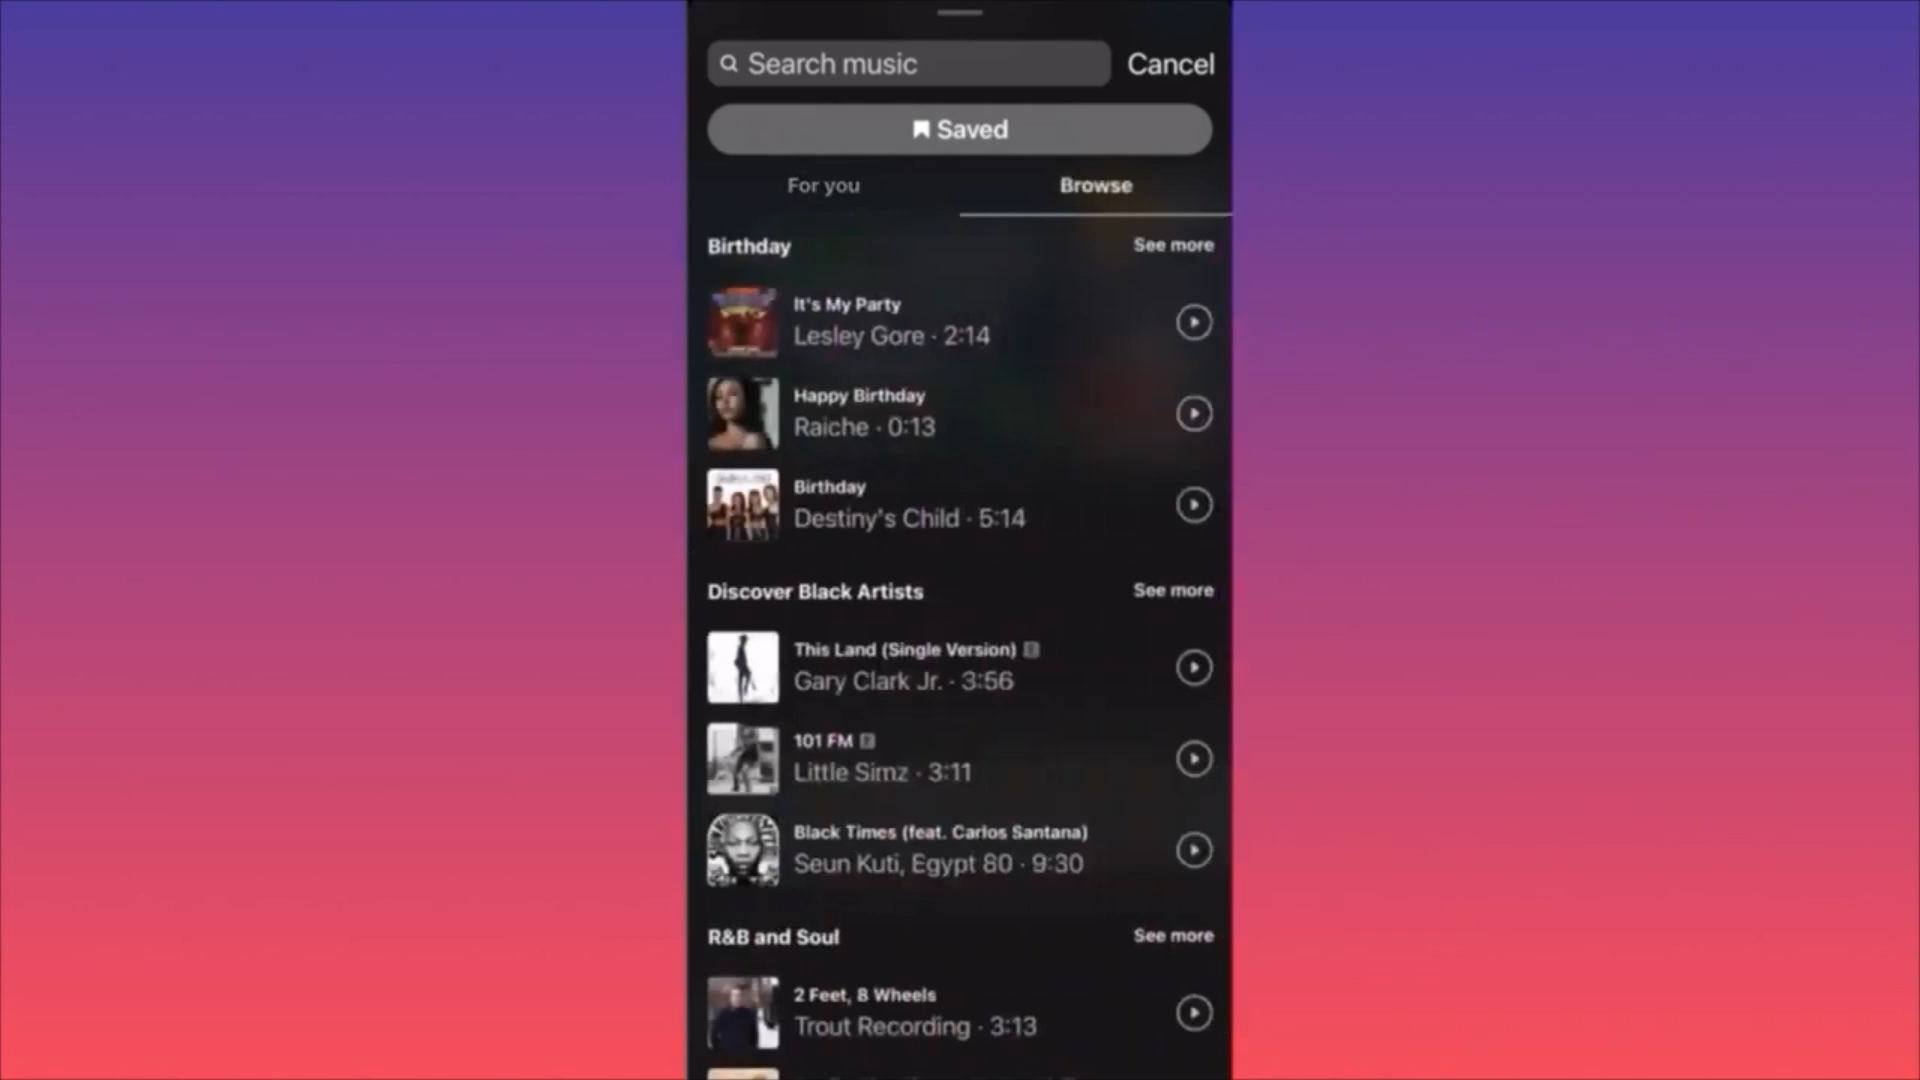 Search music
Cancel
Saved
For you
Browse
Birthday
See more
It's My Party
Lesley Gore · 2:14
Happy Birthday
Raiche · 0:13
Birthday
Destiny's Child · 5:14
Discover Black Artists
See more
This Land (Single Version)
Gary Clark Jr. · 3:56
101 FM
Little Simz · 3:11
Black Times (feat. Carlos Santana)
Seun Kuti, Egypt 80 · 9:30
R&B and Soul
See more
2 Feet, 8 Wheels
Trout Recording · 3:13